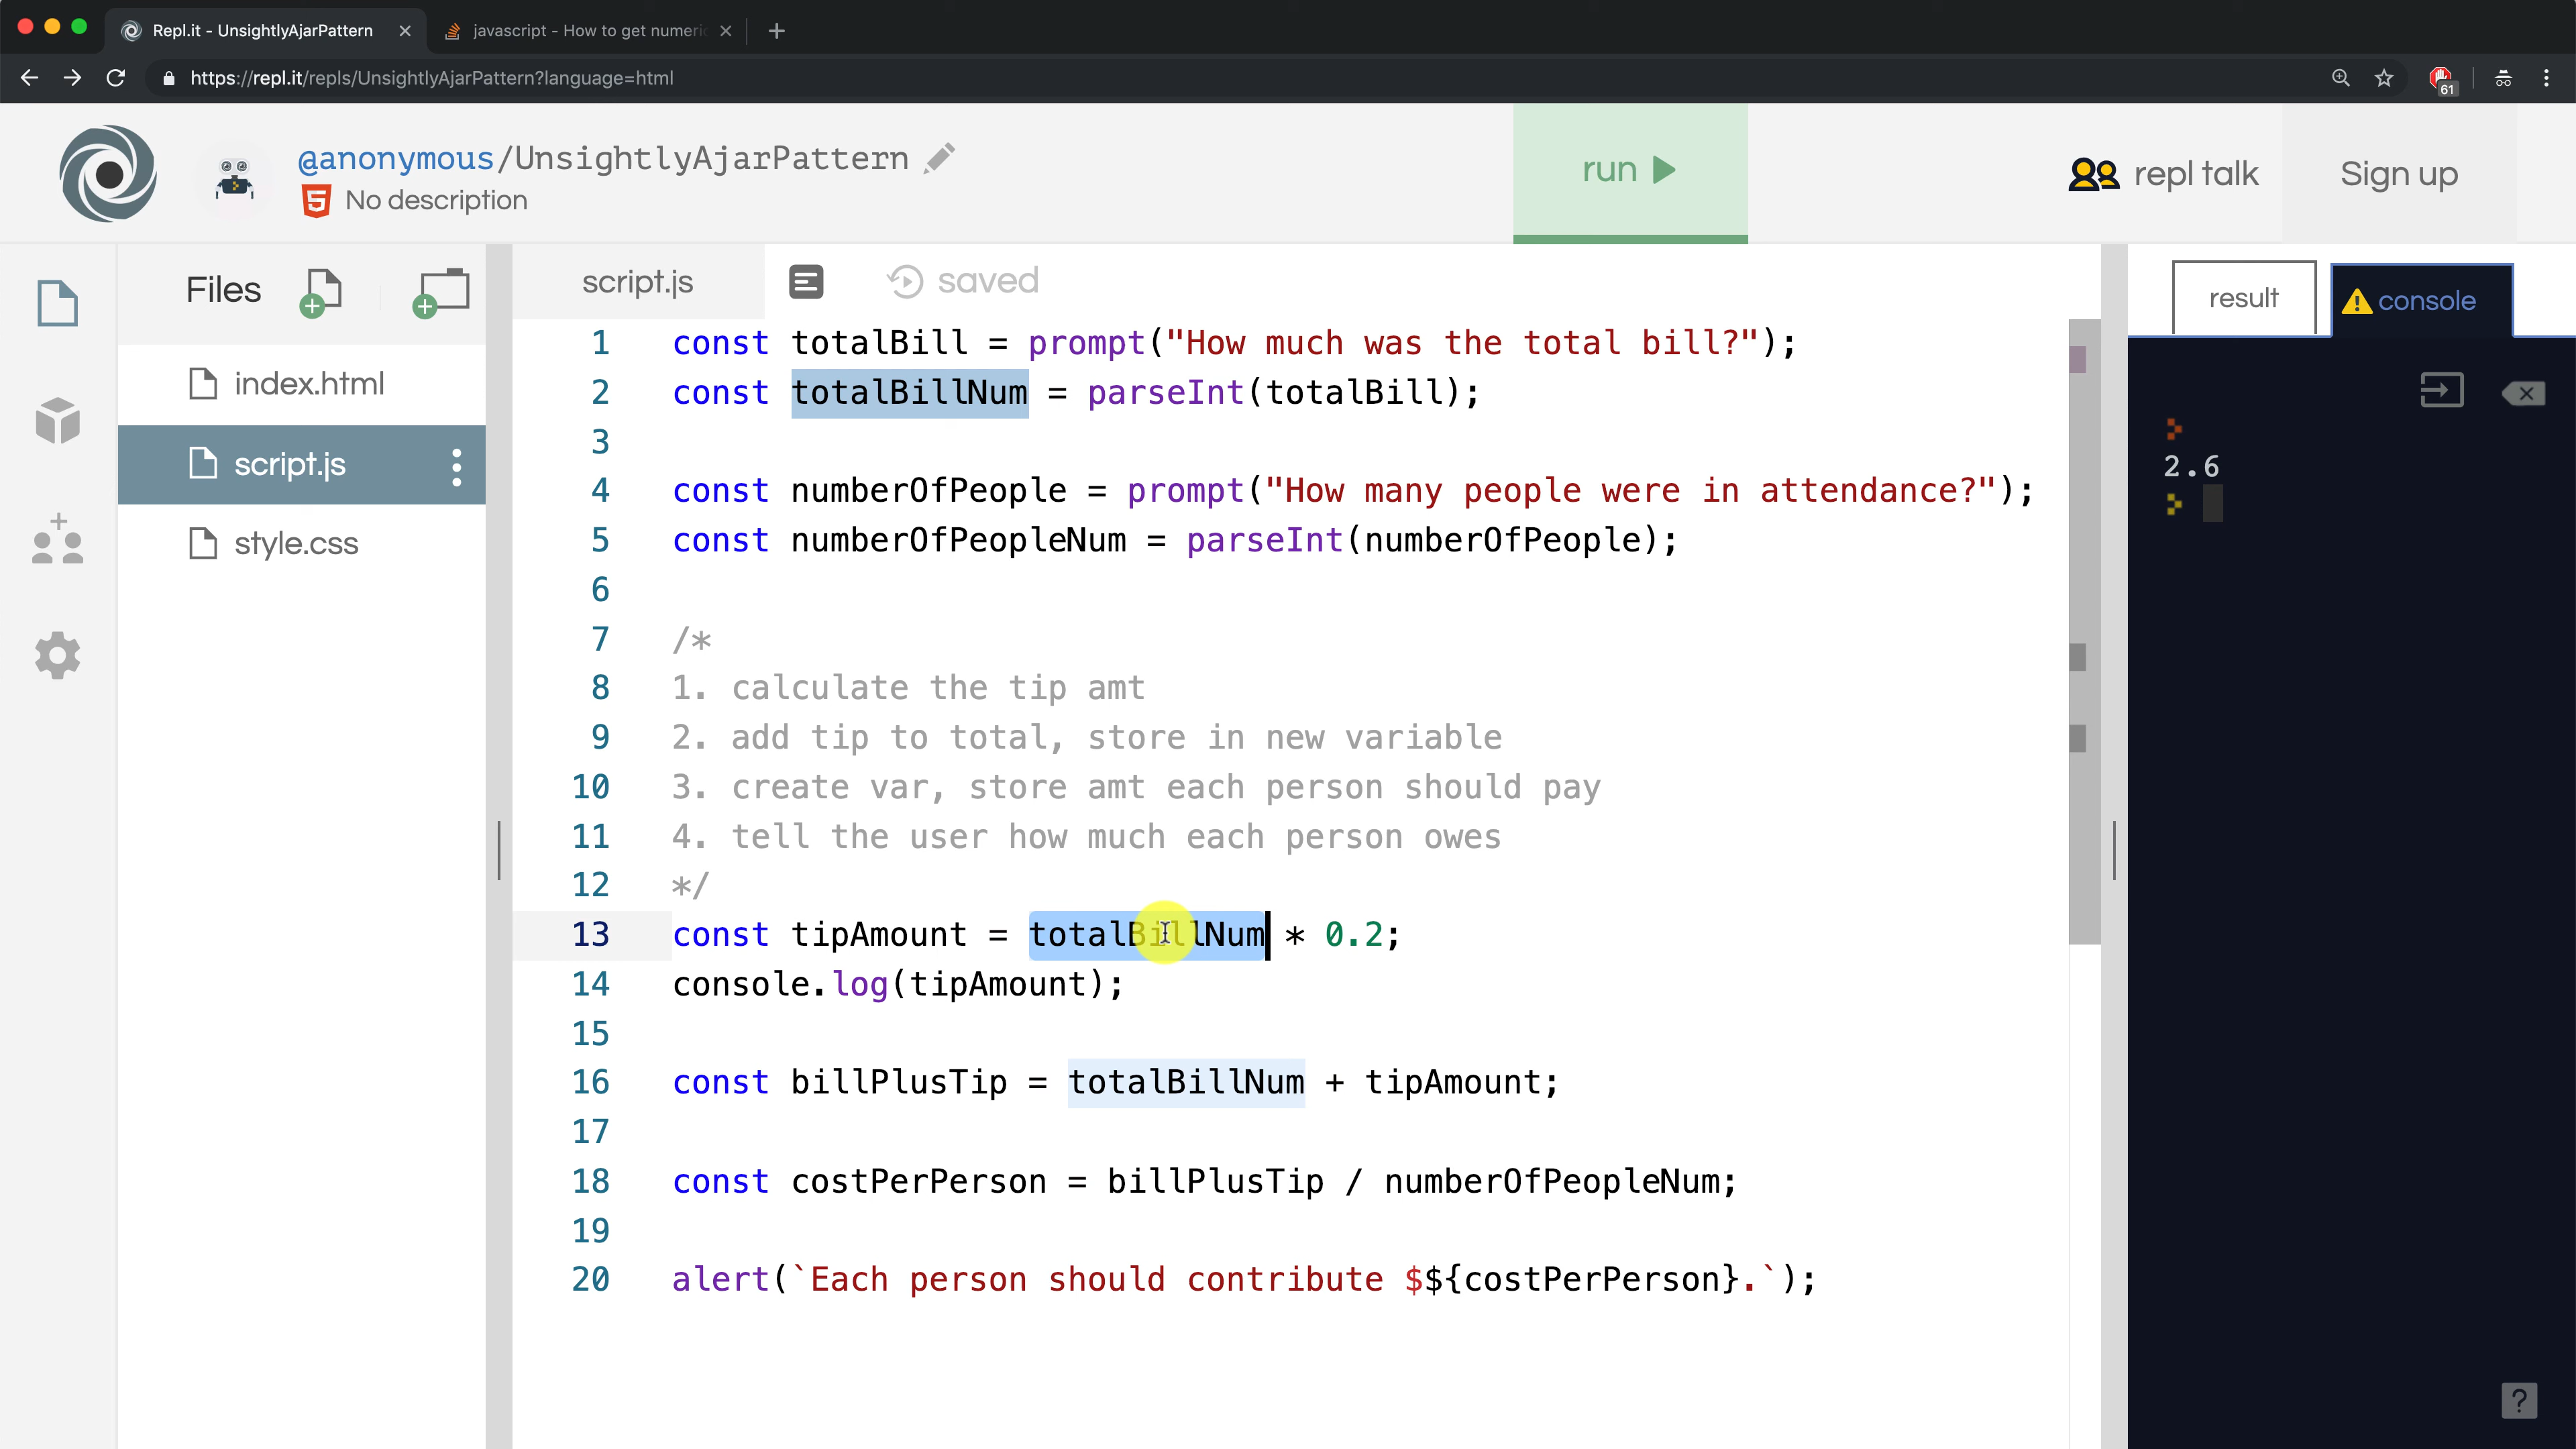 Repl.it - UnsightlyAjarPattern
javascript - How to get numeric
https://repl.it/repls/UnsightlyAjarPattern?language=html
61
@anonymous/UnsightlyAjarPattern
No description
run
repl talk
Sign up
Files
script.js
saved
result
console
index.html
script.js
style.css
1 const totalBill = prompt("How much was the total bill?");
2 const totalBillNum = parseInt(totalBill);
3
4 const numberOfPeople = prompt("How many people were in attendance?");
5 const numberOfPeopleNum = parseInt(numberOfPeople);
6
7 /*
8 1. calculate the tip amt
9 2. add tip to total, store in new variable
10 3. create var, store amt each person should pay
11 4. tell the user how much each person owes
12 */
13 const tipAmount = totalBillNum * 0.2;
14 console.log(tipAmount);
15
16 const billPlusTip = totalBillNum + tipAmount;
17
18 const costPerPerson = billPlusTip / numberOfPeopleNum;
19
20 alert(`Each person should contribute $${costPerPerson}.`);
2.6
?